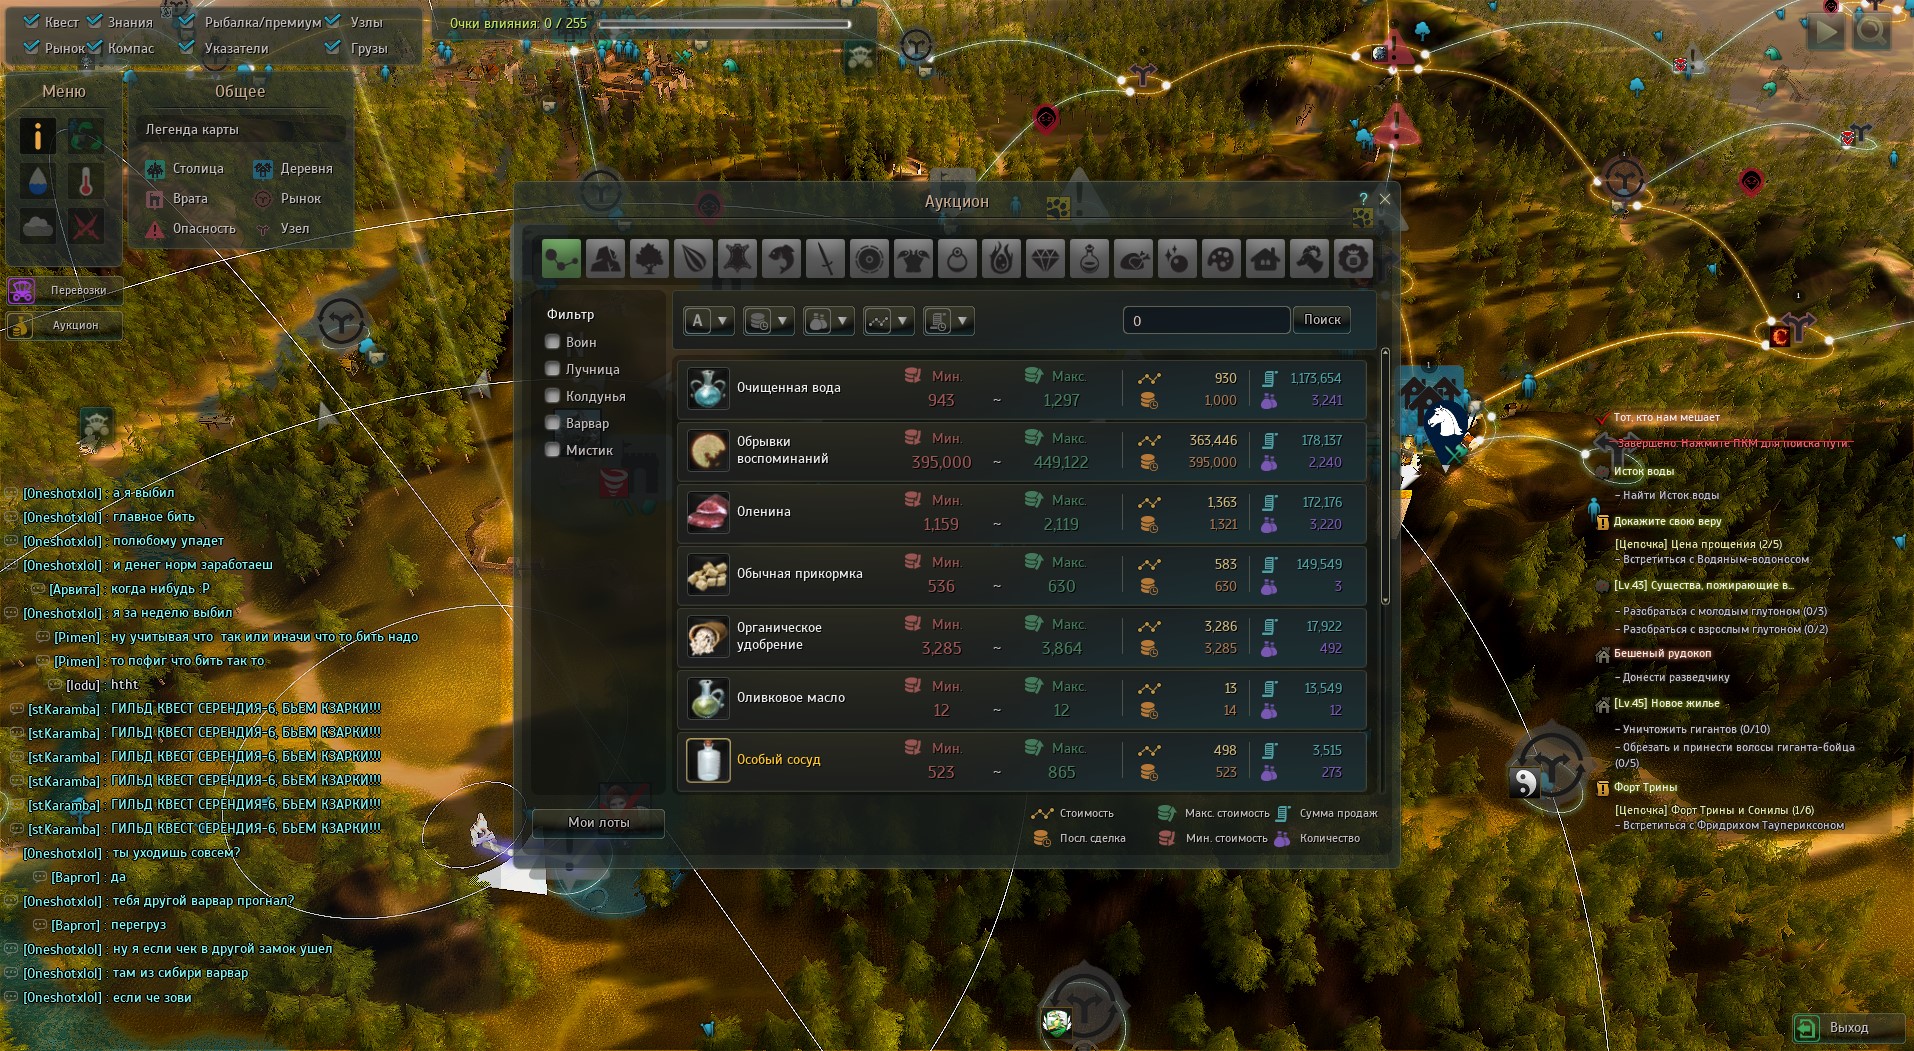 Квест Знания Рыбалка/премиум Узлы
Рынок Компас Указатели Грузы
Очки влияния: 0 / 255
Меню
Общее
Легенда карты
Столица Деревня
Врата Рынок
Опасность Узел
Перевозки
Аукцион
Аукцион
?
Фильтр
Воин
Лучница
Колдунья
Варвар
Мистик
A
0
Поиск
Очищенная вода Мин. 943 ~ Макс. 1,297 930 1,000 1,173,654 3,241
Обрывки воспоминаний Мин. 395,000 ~ Макс. 449,122 363,446 395,000 178,137 2,240
Оленина Мин. 1,159 ~ Макс. 2,119 1,363 1,321 172,176 3,220
Обычная прикормка Мин. 536 ~ Макс. 630 583 630 149,549 3
Органическое удобрение Мин. 3,285 ~ Макс. 3,864 3,286 3,285 17,922 492
Оливковое масло Мин. 12 ~ Макс. 12 13 14 13,549 12
Особый сосуд Мин. 523 ~ Макс. 865 498 523 3,515 273
Мои лоты
Стоимость Макс. стоимость Сумма продаж
Посл. сделка Мин. стоимость Количество
[Oneshotxlol] : а я выбил
[Oneshotxlol] : главное бить
[Oneshotxlol] : полюбому упадет
[Oneshotxlol] : и денег норм заработаеш
[Арвита] : когда нибудь :Р
[Oneshotxlol] : я за неделю выбил
[Pimen] : ну учитывая что так или иначи что то бить надо
[Pimen] : то пофиг что бить так то
[Iodu] : htht
[stKaramba] : ГИЛЬД КВЕСТ СЕРЕНДИЯ-6, БЬЕМ КЗАРКИ!!!
[stKaramba] : ГИЛЬД КВЕСТ СЕРЕНДИЯ-6, БЬЕМ КЗАРКИ!!!
[stKaramba] : ГИЛЬД КВЕСТ СЕРЕНДИЯ-6, БЬЕМ КЗАРКИ!!!
[stKaramba] : ГИЛЬД КВЕСТ СЕРЕНДИЯ-6, БЬЕМ КЗАРКИ!!!
[stKaramba] : ГИЛЬД КВЕСТ СЕРЕНДИЯ-6, БЬЕМ КЗАРКИ!!!
[stKaramba] : ГИЛЬД КВЕСТ СЕРЕНДИЯ-6, БЬЕМ КЗАРКИ!!!
[Oneshotxlol] : ты уходишь совсем?
[Варгот] : да
[Oneshotxlol] : тебя другой варвар прогнал?
[Варгот] : перегруз
[Oneshotxlol] : ну я если чек в другой замок ушел
[Oneshotxlol] : там из сибири варвар
[Oneshotxlol] : если че зови
1
1
1
Тот, кто нам мешает
Завершено. Нажмите ПКМ для поиска пути.
Исток воды
– Найти Исток воды
Докажите свою веру
[Цепочка] Цена прощения (2/5)
– Встретиться с Водяным-водоносом
[Lv.43] Существа, пожирающие в...
– Разобраться с молодым глутоном (0/3)
– Разобраться с взрослым глутоном (0/2)
Бешеный рудокоп
– Донести разведчику
[Lv.45] Новое жилье
– Уничтожить гигантов (0/10)
– Обрезать и принести волосы гиганта-бойца
(0/5)
Форт Трины
[Цепочка] Форт Трины и Сонилы (1/6)
– Встретиться с Фридрихом Таупериксоном
Выход